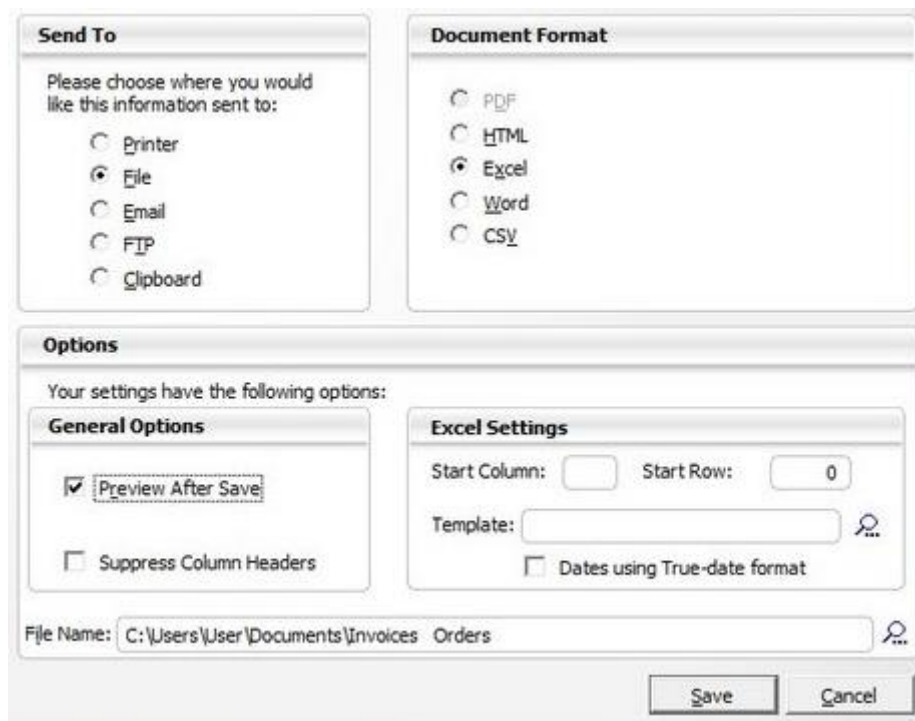 Send To
Please choose where you would
like this information sent to:
Printer
File
Email
FTP
Clipboard
Document Format
PDF
HTML
Excel
Word
CSV
Options
Your settings have the following options:
General Options
Preview After Save
Suppress Column Headers
Excel Settings
Start Column: Start Row: 0
Template:
Dates using True-date format
File Name: C:\Users\User\Documents\Invoices Orders
Save Cancel